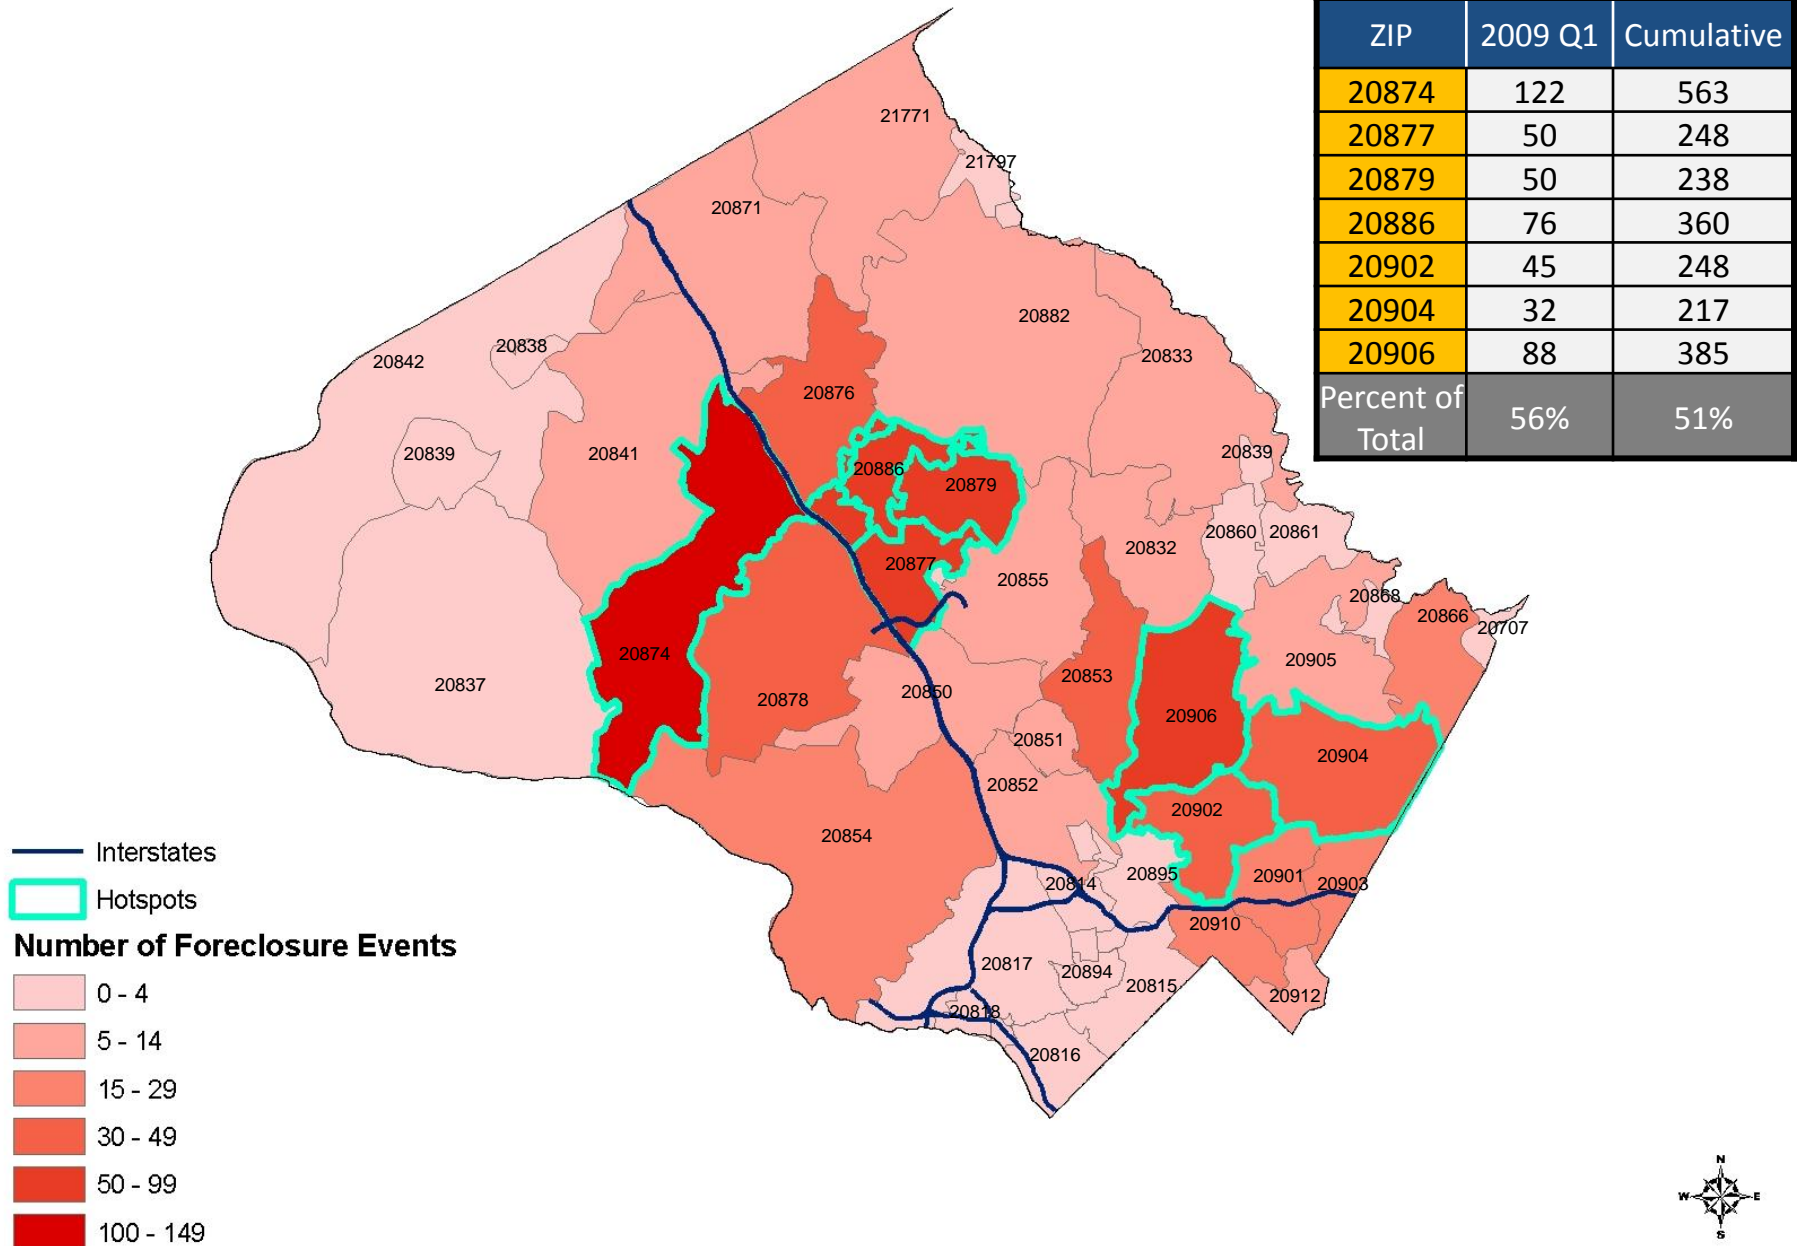 ZIP 2009 Q1 Cumulative
20874 122 563
20877 50 248
20879 50 238
20886 76 360
20902 45 248
20904 32 217
20906 88 385
Percent of Total 56% 51%
21771
21797
20871
20882
20833
20842
20838
20876
20839
20841
20886
20879
20839
20860
20861
20832
20877
20855
20868
20866
20707
20874
20837
20878
20850
20853
20905
20906
20851
20904
20852
20902
20854
20895
20814
20901
20903
20910
20817
20894
20815
20912
20818
20816
Interstates
Hotspots
Number of Foreclosure Events
0 - 4
5 - 14
15 - 29
30 - 49
50 - 99
100 - 149
N
W E
S